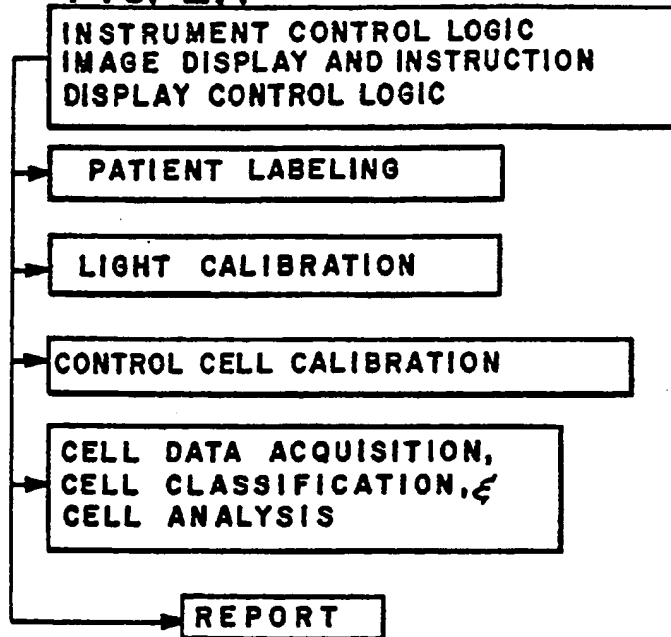 INSTRUMENT CONTROL LOGIC
IMAGE DISPLAY AND INSTRUCTION
DISPLAY CONTROL LOGIC
PATIENT LABELING
LIGHT CALIBRATION
CONTROL CELL CALIBRATION
CELL DATA ACQUISITION,
CELL CLASSIFICATION, &
CELL ANALYSIS
REPORT